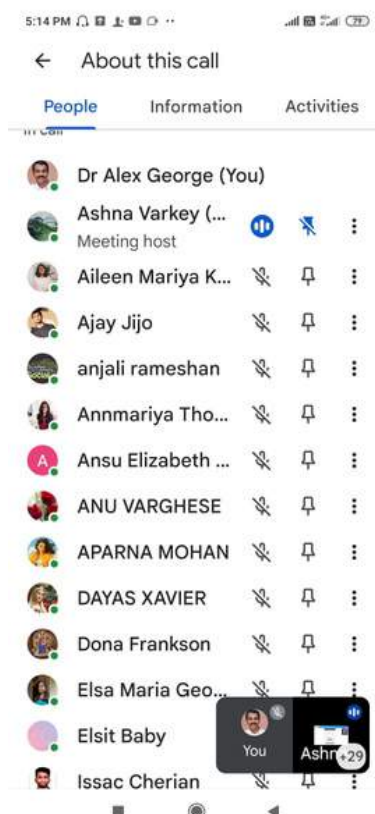 5:14 PM
79
About this call
People Information Activities
In call
Dr Alex George (You)
Ashna Varkey (...
Meeting host
Aileen Mariya K...
Ajay Jijo
anjali rameshan
Annmariya Tho...
A
Ansu Elizabeth ...
ANU VARGHESE
APARNA MOHAN
DAYAS XAVIER
Dona Frankson
Elsa Maria Geo...
Elsit Baby
You
Ashn
+29
Issac Cherian